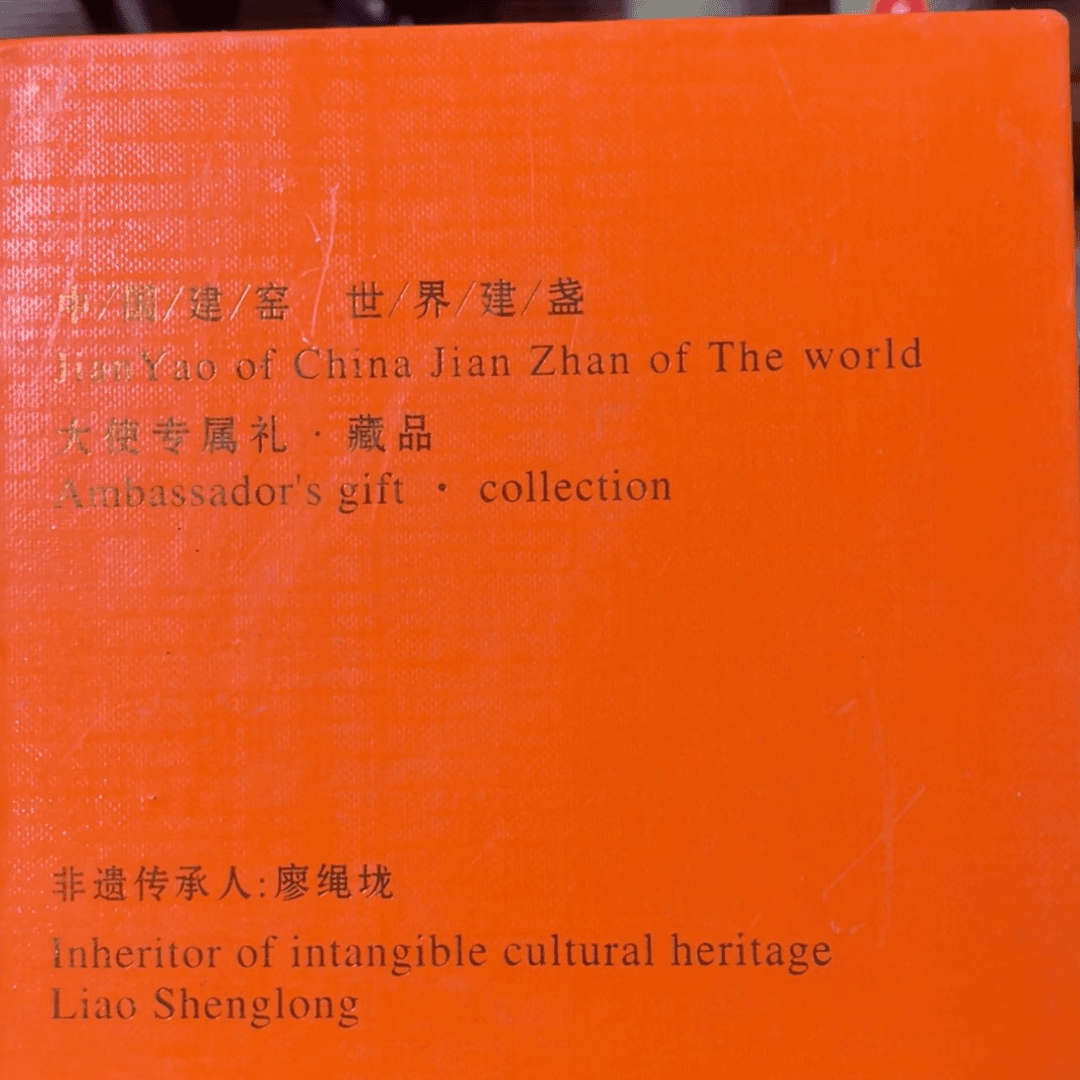 中/國/建/窑 世/界/建/盏
JianYao of China Jian Zhan of The world
大使专属礼·藏品
Ambassador's gift · collection
非遗传承人:廖绳垅
Inheritor of intangible cultural heritage
Liao Shenglong